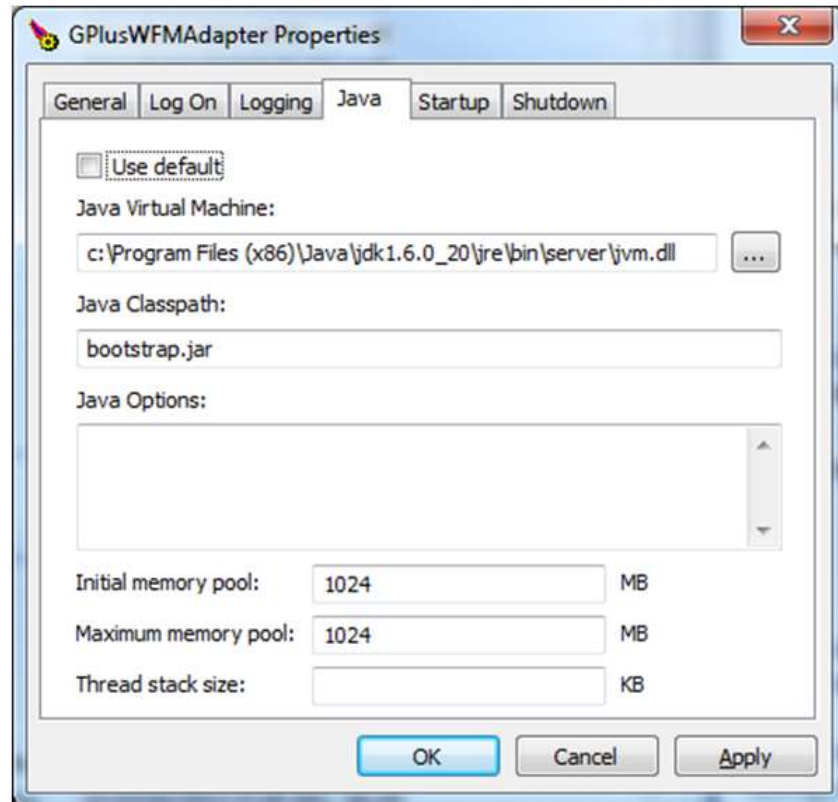 GPlusWFMAdapter Properties
General Log On Logging Java Startup Shutdown
Use default
Java Virtual Machine:
c:\Program Files (x86)\Java\jdk1.6.0_20\jre\bin\server\jvm.dll ...
Java Classpath:
bootstrap.jar
Java Options:
Initial memory pool: 1024 MB
Maximum memory pool: 1024 MB
Thread stack size: KB
OK Cancel Apply